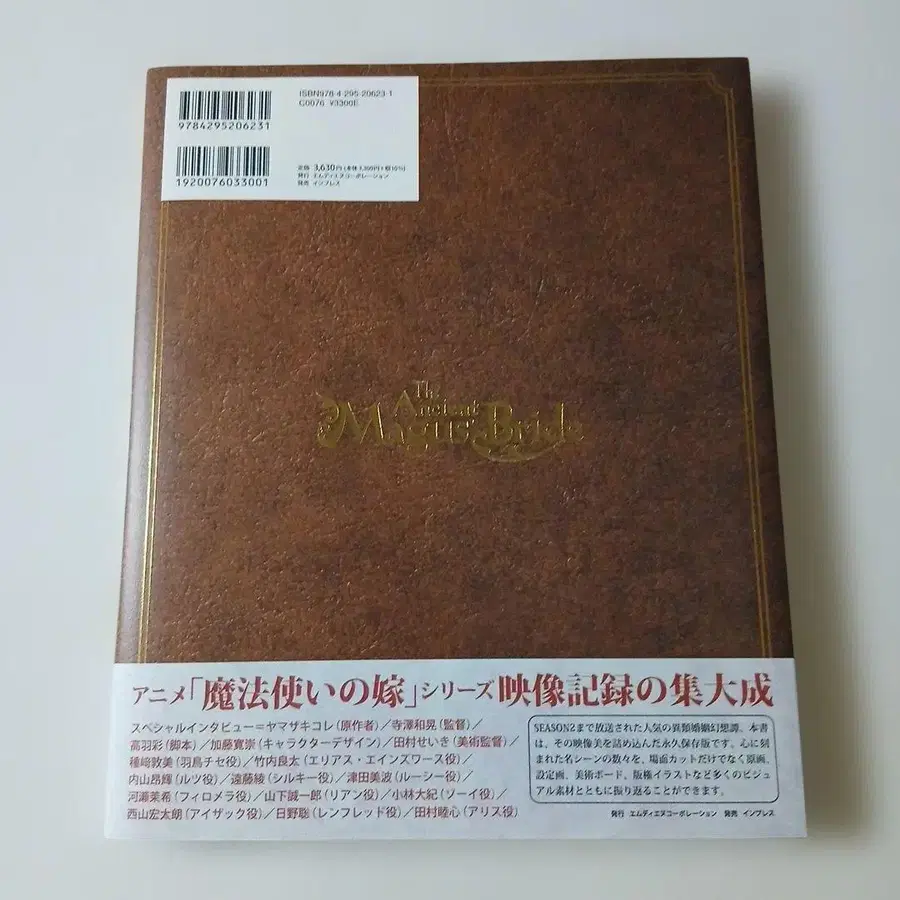 ISBN978-4-295-20623-1
C0076 ¥3300E
9784295206231
1920076033001
定価 3,630円(本体3,300円+税10%)
発行 エムディエヌコーポレーション
発売 インプレス
The
Ancient
Magus' Bride
アニメ「魔法使いの嫁」シリーズ映像記録の集大成
スペシャルインタビュー=ヤマザキコレ(原作者)/寺澤和晃(監督)/
高羽彩(脚本)/加藤寛崇(キャラクターデザイン)/田村せいき(美術監督)/
種﨑敦美(羽鳥チセ役)/竹内良太(エリアス・エインズワース役)/
内山昂輝(ルツ役)/遠藤綾(シルキー役)/津田美波(ルーシー役)/
河瀬茉希(フィロメラ役)/山下誠一郎(リアン役)/小林大紀(ゾーイ役)/
西山宏太朗(アイザック役)/日野聡(レンフレッド役)/田村睦心(アリス役)
SEASON2まで放送された人気の異類婚姻幻想譚。本書
は、その映像美を詰め込んだ永久保存版です。心に刻
まれた名シーンの数々を、場面カットだけでなく原画、
設定画、美術ボード、版権イラストなど多くのビジュ
アル素材とともに振り返ることができます。
発行 エムディエヌコーポレーション 発売 インプレス